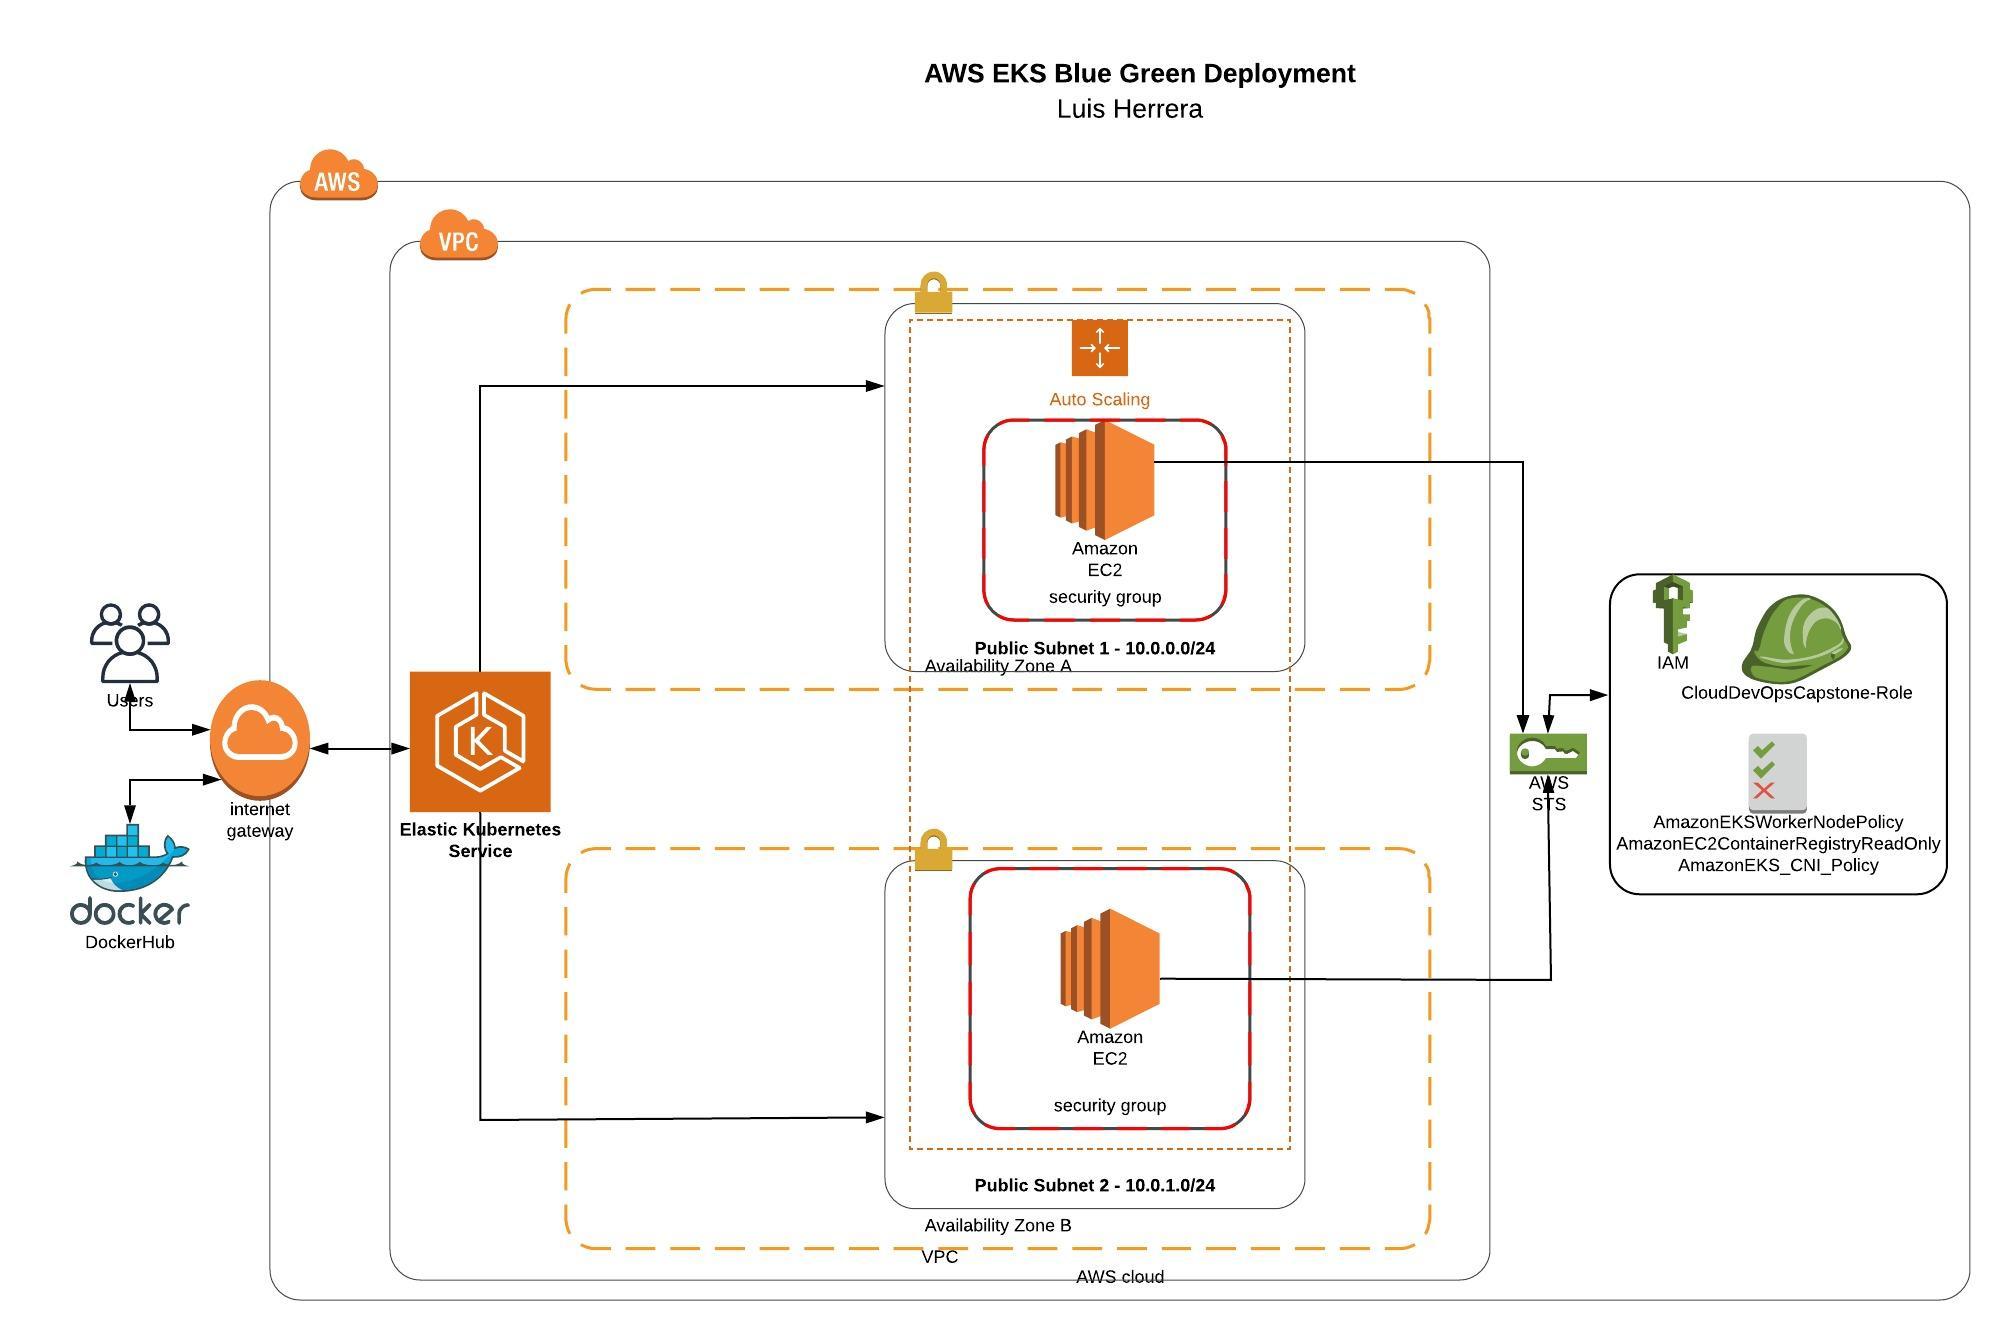 AWS EKS Blue Green Deployment
Luis Herrera
AWS
VPC
Auto Scaling
Amazon
EC2
security group
Public Subnet 1 - 10.0.0.0/24
Availability Zone A
Users
internet
gateway
docker
DockerHub
K
Elastic Kubernetes
Service
AWS
STS
IAM
CloudDevOpsCapstone-Role
AmazonEKSWorkerNodePolicy
AmazonEC2ContainerRegistryReadOnly
AmazonEKS_CNI_Policy
Amazon
EC2
security group
Public Subnet 2 - 10.0.1.0/24
Availability Zone B
VPC
AWS cloud